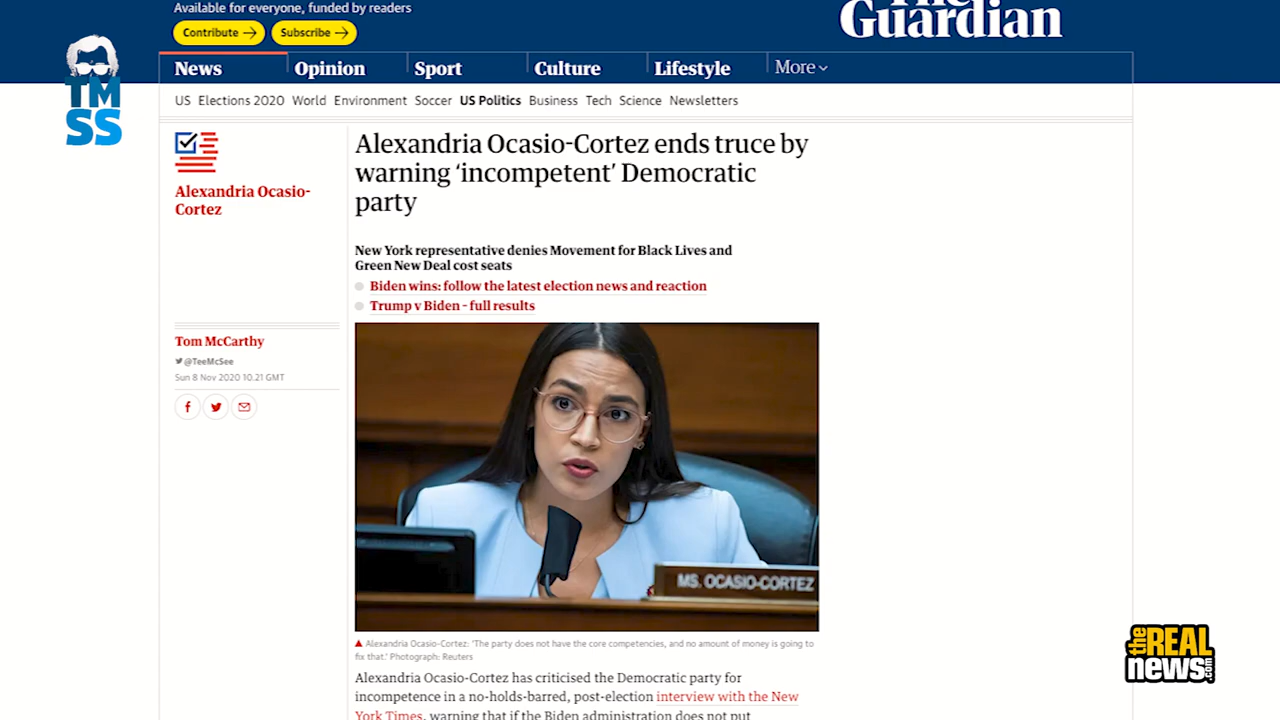 Available for everyone, funded by readers
Contribute →
Subscribe →
The
Guardian
TM
SS
News
Opinion
Sport
Culture
Lifestyle
More
US Elections 2020 World Environment Soccer US Politics Business Tech Science Newsletters
Alexandria Ocasio-
Cortez
Alexandria Ocasio-Cortez ends truce by
warning ‘incompetent’ Democratic
party
New York representative denies Movement for Black Lives and
Green New Deal cost seats
Biden wins: follow the latest election news and reaction
Trump v Biden - full results
Tom McCarthy
@TeeMcSee
Sun 8 Nov 2020 10.21 GMT
MS. OCASIO-CORTEZ
Alexandria Ocasio-Cortez: ‘The party does not have the core competencies, and no amount of money is going to
fix that.’ Photograph: Reuters
Alexandria Ocasio-Cortez has criticised the Democratic party for
incompetence in a no-holds-barred, post-election interview with the New
York Times, warning that if the Biden administration does not put
the REAL
news.com